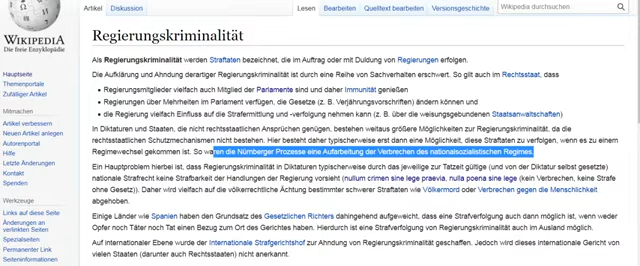 WIKIPEDIA
Die freie Enzyklopädie
Hauptseite
Themenportale
Zufälliger Artikel
Mitmachen
Artikel verbessern
Neuen Artikel anlegen
Autorenportal
Hilfe
Letzte Änderungen
Kontakt
Spenden
Werkzeuge
Links auf diese Seite
Änderungen an
verlinkten Seiten
Spezialseiten
Permanenter Link
Seiteninformationen
Artikel Diskussion Lesen Bearbeiten Quelltext bearbeiten Versionsgeschichte Wikipedia durchsuchen
Regierungskriminalität
Als Regierungskriminalität werden Straftaten bezeichnet, die im Auftrag oder mit Duldung von Regierungen erfolgen.
Die Aufklärung und Ahndung derartiger Regierungskriminalität ist durch eine Reihe von Sachverhalten erschwert. So gilt auch im Rechtsstaat, dass
• Regierungsmitglieder vielfach auch Mitglied der Parlamente sind und daher Immunität genießen
• Regierungen über Mehrheiten im Parlament verfügen, die Gesetze (z. B. Verjährungsvorschriften) ändern können und
• die Regierung vielfach Einfluss auf die Strafermittlung und -verfolgung nehmen kann (z. B. über die weisungsgebundenen Staatsanwaltschaften)
In Diktaturen und Staaten, die nicht rechtsstaatlichen Ansprüchen genügen, bestehen weitaus größere Möglichkeiten zur Regierungskriminalität, da die
rechtsstaatlichen Schutzmechanismen nicht bestehen. Hier besteht daher typischerweise erst dann eine Möglichkeit, diese Straftaten zu verfolgen, wenn es zu einem
Regimewechsel gekommen ist. So waren die Nürnberger Prozesse eine Aufarbeitung der Verbrechen des nationalsozialistischen Regimes.
Ein Hauptproblem hierbei ist, dass Regierungskriminalität in Diktaturen typischerweise durch das jeweilige zur Tatzeit gültige (und von der Diktatur selbst gesetzte)
nationale Strafrecht keine Strafbarkeit der Handlungen der Regierung vorsieht (nullum crimen sine lege praevia, nulla poena sine lege (kein Verbrechen, keine Strafe
ohne Gesetz)). Daher wird vielfach auf die völkerrechtliche Ächtung bestimmter schwerer Straftaten wie Völkermord oder Verbrechen gegen die Menschlichkeit
abgehoben.
Einige Länder wie Spanien haben den Grundsatz des Gesetzlichen Richters dahingehend aufgeweicht, dass eine Strafverfolgung auch dann möglich ist, wenn weder
Opfer noch Täter noch Tat einen Bezug zum Ort des Gerichtes haben. Hierdurch ist eine Strafverfolgung von Regierungskriminalität auch im Ausland möglich.
Auf internationaler Ebene wurde der Internationale Strafgerichtshof zur Ahndung von Regierungskriminalität geschaffen. Jedoch wird dieses internationale Gericht von
vielen Staaten (darunter auch Rechtsstaaten) nicht anerkannt.